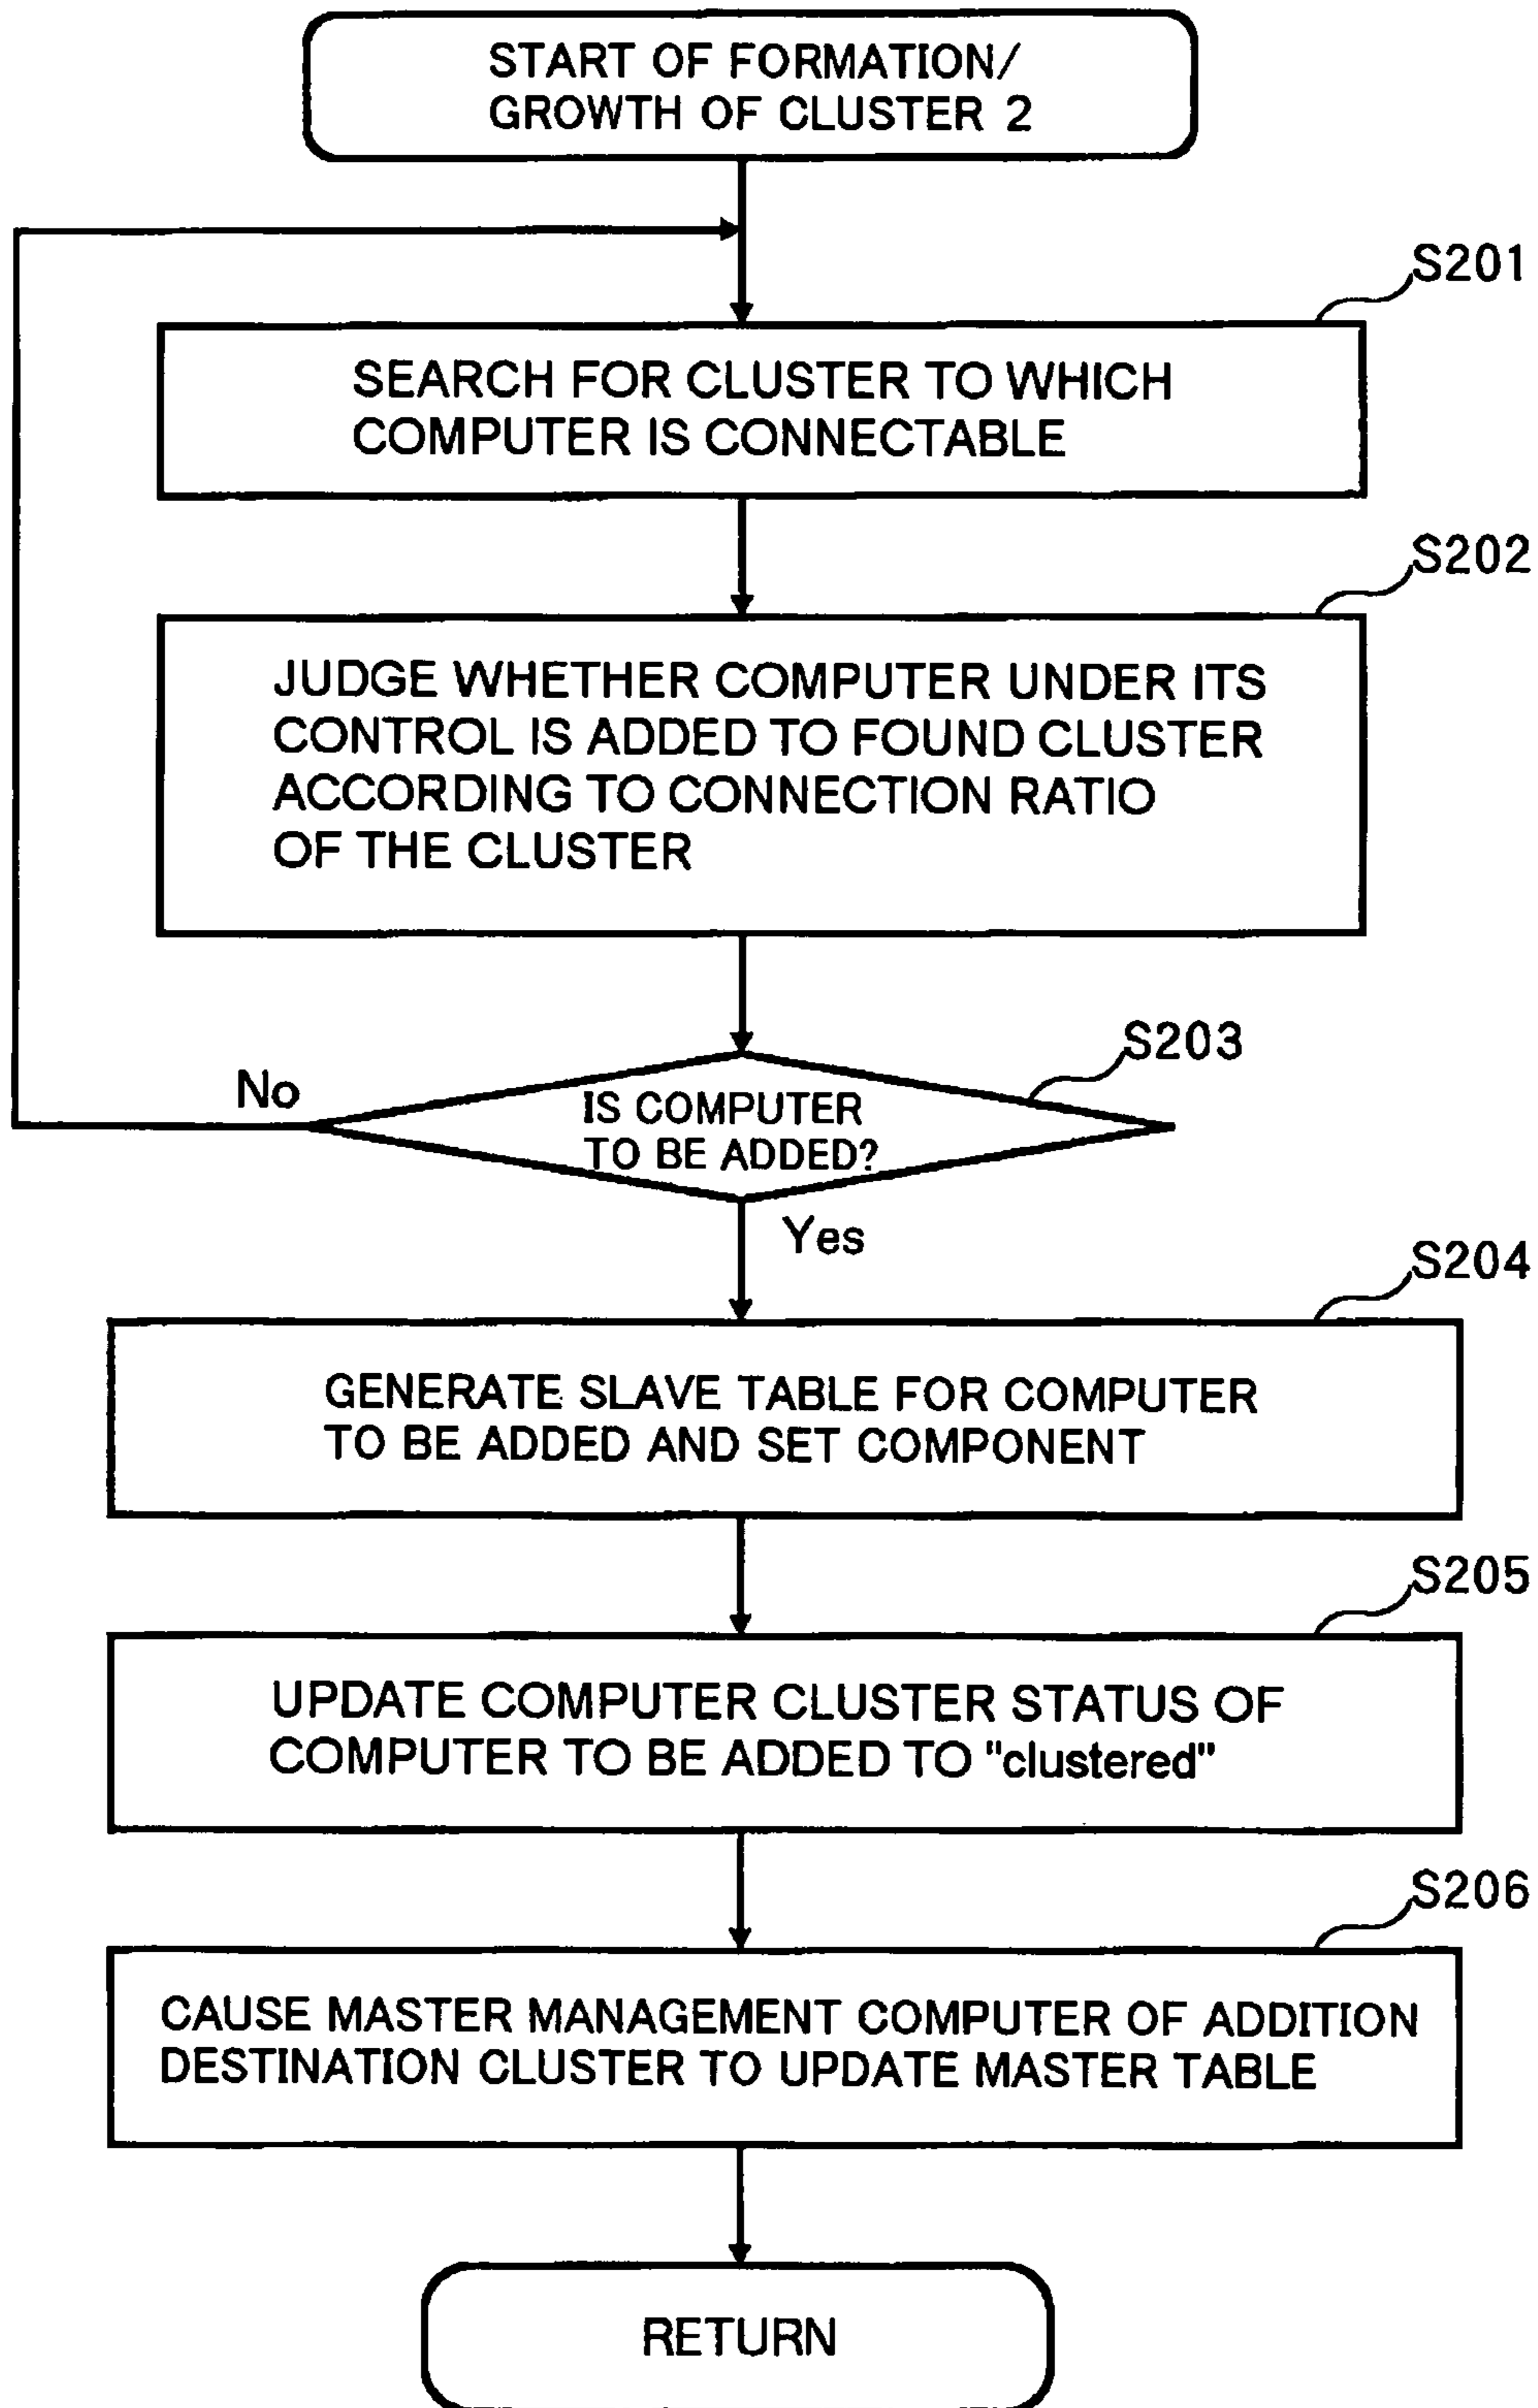 START OF FORMATION/
GROWTH OF CLUSTER 2
S201
SEARCH FOR CLUSTER TO WHICH
COMPUTER IS CONNECTABLE
S202
JUDGE WHETHER COMPUTER UNDER ITS
CONTROL IS ADDED TO FOUND CLUSTER
ACCORDING TO CONNECTION RATIO
OF THE CLUSTER
S203
No
IS COMPUTER
TO BE ADDED?
Yes
S204
GENERATE SLAVE TABLE FOR COMPUTER
TO BE ADDED AND SET COMPONENT
S205
UPDATE COMPUTER CLUSTER STATUS OF
COMPUTER TO BE ADDED TO "clustered"
S206
CAUSE MASTER MANAGEMENT COMPUTER OF ADDITION
DESTINATION CLUSTER TO UPDATE MASTER TABLE
RETURN